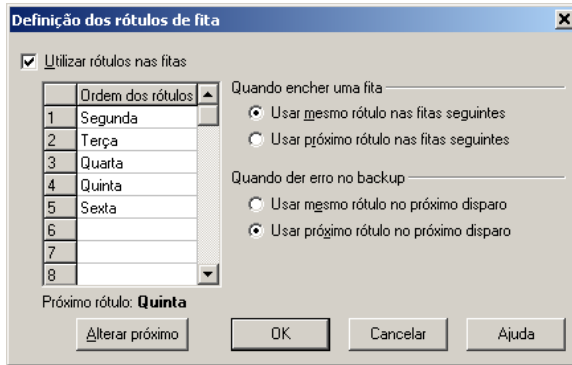 Definição dos rótulos de fita
Utilizar rótulos nas fitas
Ordem dos rótulos
1 Segunda
2 Terça
3 Quarta
4 Quinta
5 Sexta
6
7
8
Próximo rótulo: Quinta
Alterar próximo
Quando encher uma fita
Usar mesmo rótulo nas fitas seguintes
Usar próximo rótulo nas fitas seguintes
Quando der erro no backup
Usar mesmo rótulo no próximo disparo
Usar próximo rótulo no próximo disparo
OK
Cancelar
Ajuda